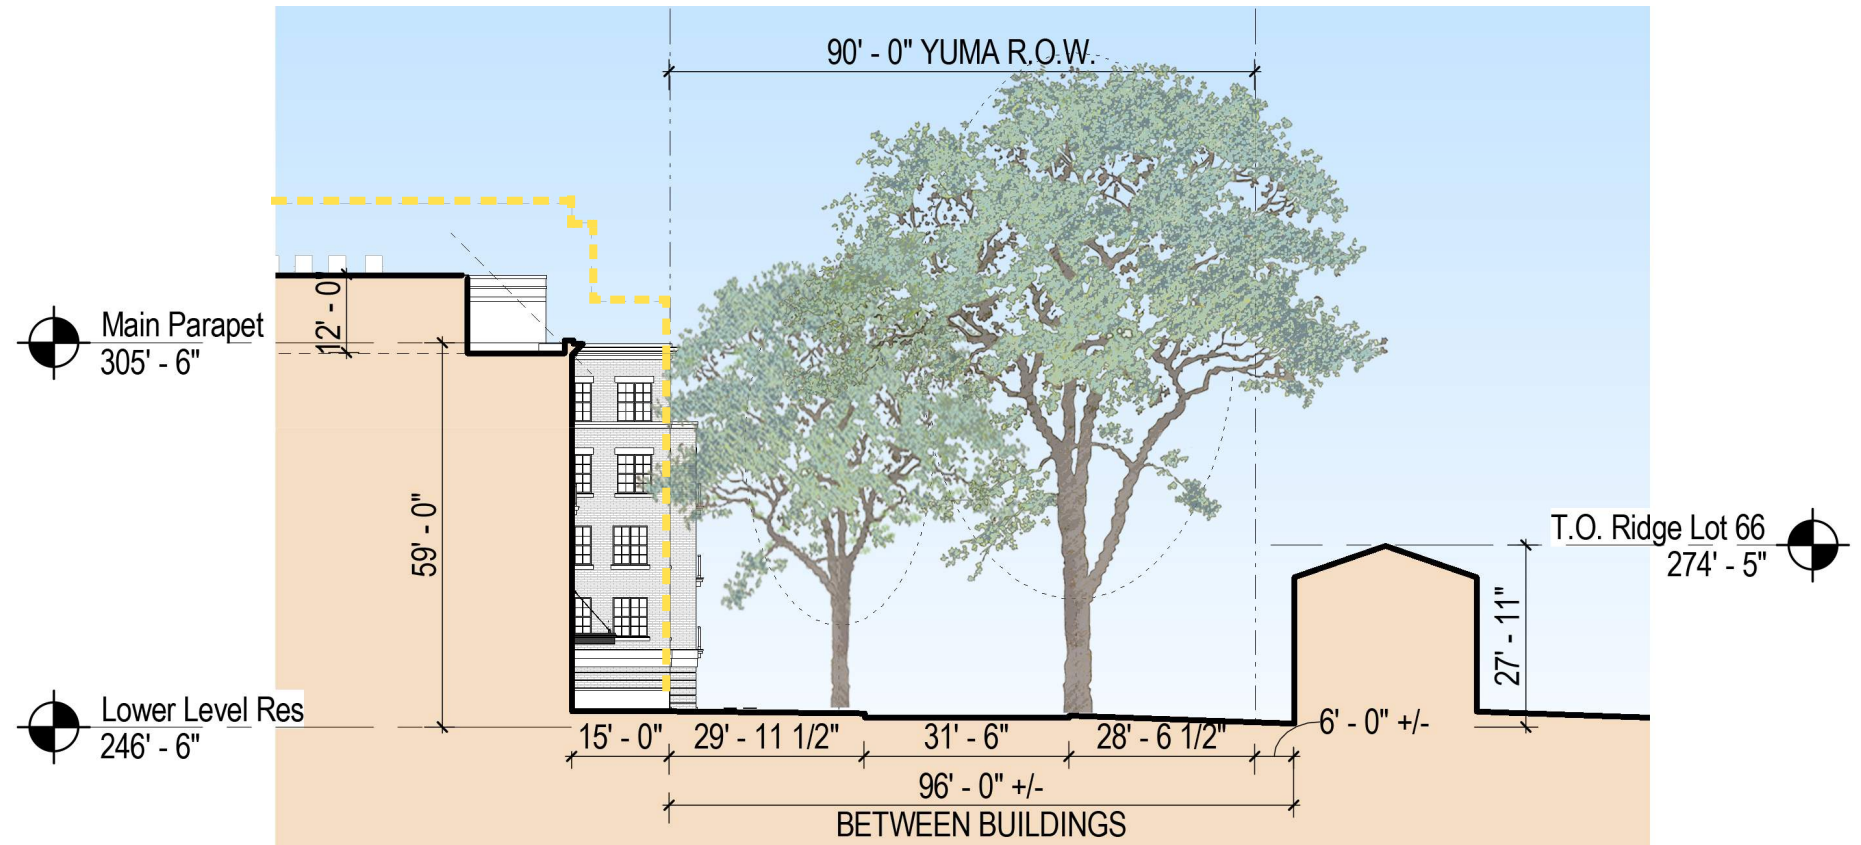 90' - 0" YUMA R.O.W.
12' - 0"
Main Parapet
305' - 6"
59' - 0"
T.O. Ridge Lot 66
274' - 5"
27' - 11"
Lower Level Res
246' - 6"
15' - 0"
29' - 11 1/2"
31' - 6"
28' - 6 1/2"
6' - 0" +/-
96' - 0" +/-
BETWEEN BUILDINGS